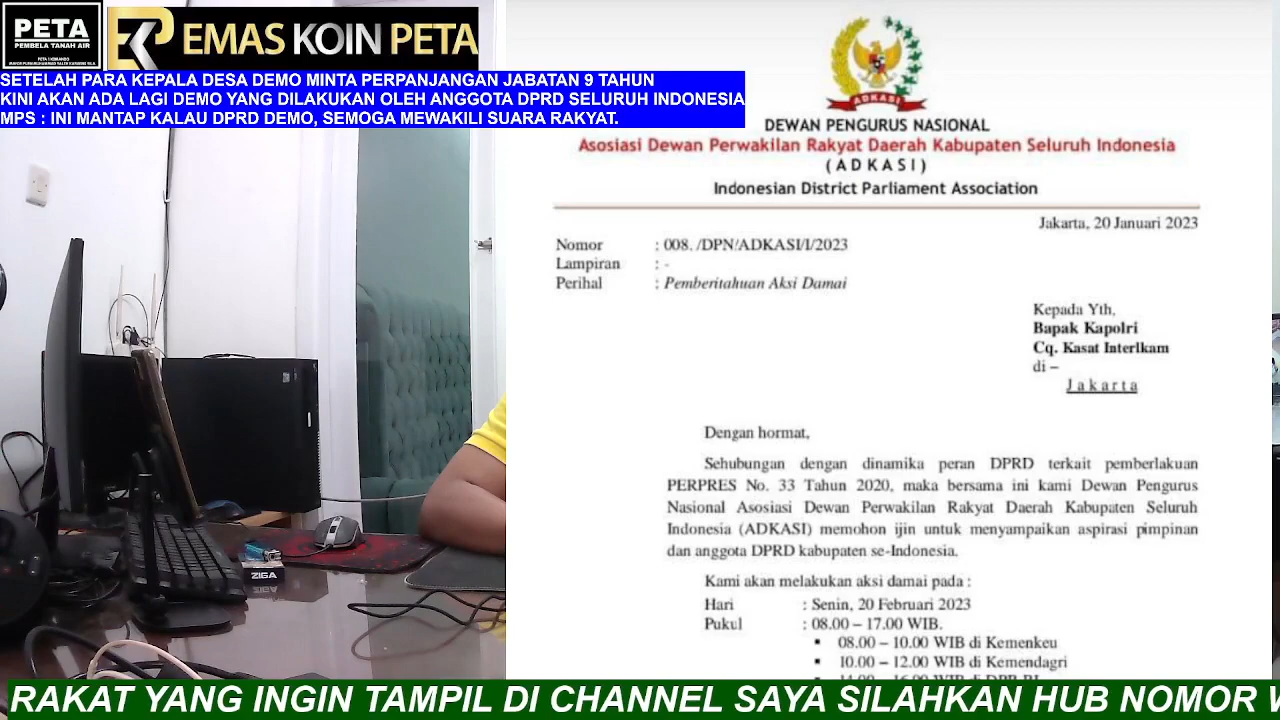 PETA
PEMBELA TANAH AIR
EKP EMAS KOIN PETA
SETELAH PARA KEPALA DESA DEMO MINTA PERPANJANGAN JABATAN 9 TAHUN
KINI AKAN ADA LAGI DEMO YANG DILAKUKAN OLEH ANGGOTA DPRD SELURUH INDONESIA
MPS : INI MANTAP KALAU DPRD DEMO, SEMOGA MEWAKILI SUARA RAKYAT.
ADKASI
DEWAN PENGURUS NASIONAL
Asosiasi Dewan Perwakilan Rakyat Daerah Kabupaten Seluruh Indonesia
( A D K A S I )
Indonesian District Parliament Association
Jakarta, 20 Januari 2023
Nomor : 008. /DPN/ADKASI/I/2023
Lampiran : -
Perihal : Pemberitahuan Aksi Damai
Kepada Yth,
Bapak Kapolri
Cq. Kasat Interlkam
di –
J a k a r t a
Dengan hormat,
Sehubungan dengan dinamika peran DPRD terkait pemberlakuan
PERPRES No. 33 Tahun 2020, maka bersama ini kami Dewan Pengurus
Nasional Asosiasi Dewan Perwakilan Rakyat Daerah Kabupaten Seluruh
Indonesia (ADKASI) memohon ijin untuk menyampaikan aspirasi pimpinan
dan anggota DPRD kabupaten se-Indonesia.
Kami akan melakukan aksi damai pada :
Hari : Senin, 20 Februari 2023
Pukul : 08.00 – 17.00 WIB.
▪ 08.00 – 10.00 WIB di Kemenkeu
▪ 10.00 – 12.00 WIB di Kemendagri
ZIGA
RAKAT YANG INGIN TAMPIL DI CHANNEL SAYA SILAHKAN HUB NOMOR